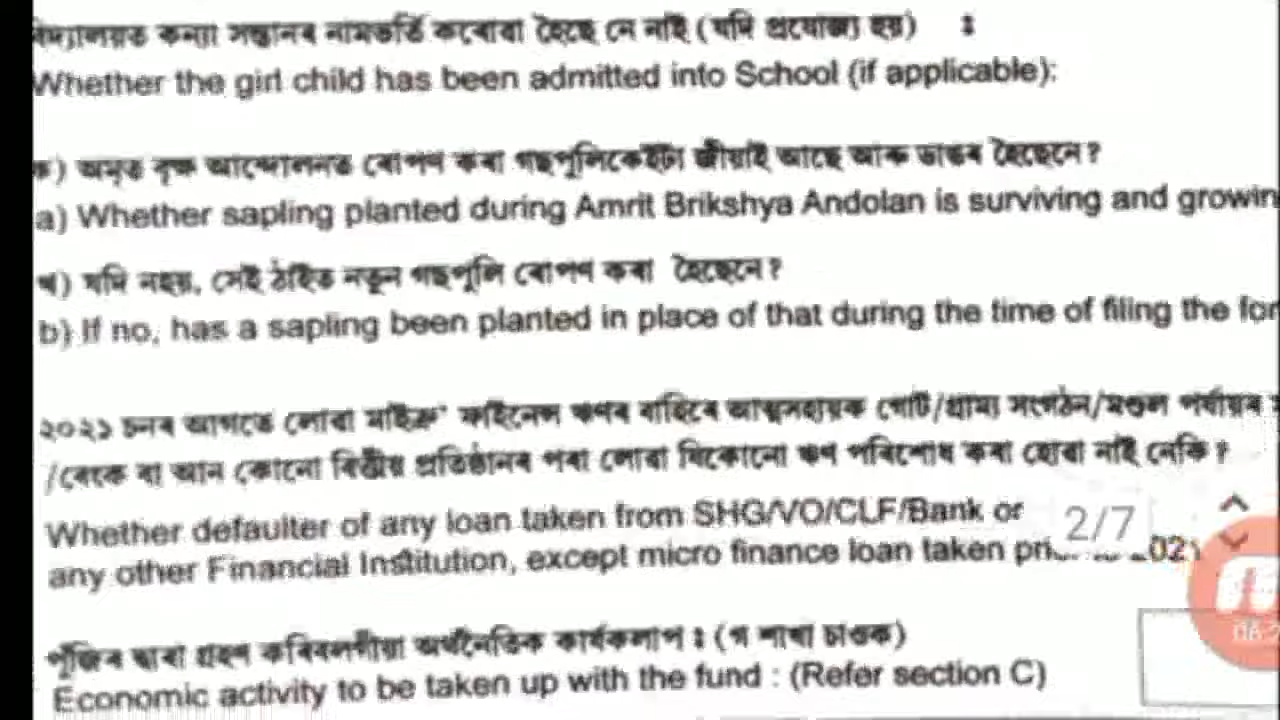 বিদ্যালয়ত কন্যা সন্তানৰ নামভৰ্তি কৰোৱা হৈছে নে নাই (যদি প্ৰযোজ্য হয়) :
Whether the girl child has been admitted into School (if applicable):
ক) অমৃত বৃক্ষ আন্দোলনত ৰোপণ কৰা গছপুলিকেইটা জীয়াই আছে আৰু ডাঙৰ হৈছেনে?
a) Whether sapling planted during Amrit Brikshya Andolan is surviving and growin
খ) যদি নহয়, সেই ঠাইত নতুন গছপুলি ৰোপণ কৰা হৈছেনে?
b) If no, has a sapling been planted in place of that during the time of filing the for
২০২১ চনৰ আগতে লোৱা মাইক্ৰ' ফাইনেন্স ঋণৰ বাহিৰে আত্মসহায়ক গোট/গ্ৰাম্য সংগঠন/মণ্ডল পৰ্যায়ৰ
/বেংক বা আন কোনো বিত্তীয় প্ৰতিষ্ঠানৰ পৰা লোৱা যিকোনো ঋণ পৰিশোধ কৰা হোৱা নাই নেকি ?
Whether defaulter of any loan taken from SHG/VO/CLF/Bank or
2/7
any other Financial Institution, except micro finance loan taken
পুঁজিৰ দ্বাৰা গ্ৰহণ কৰিবলগীয়া অৰ্থনৈতিক কাৰ্যকলাপ : (গ শাখা চাওক)
Economic activity to be taken up with the fund : (Refer section C)